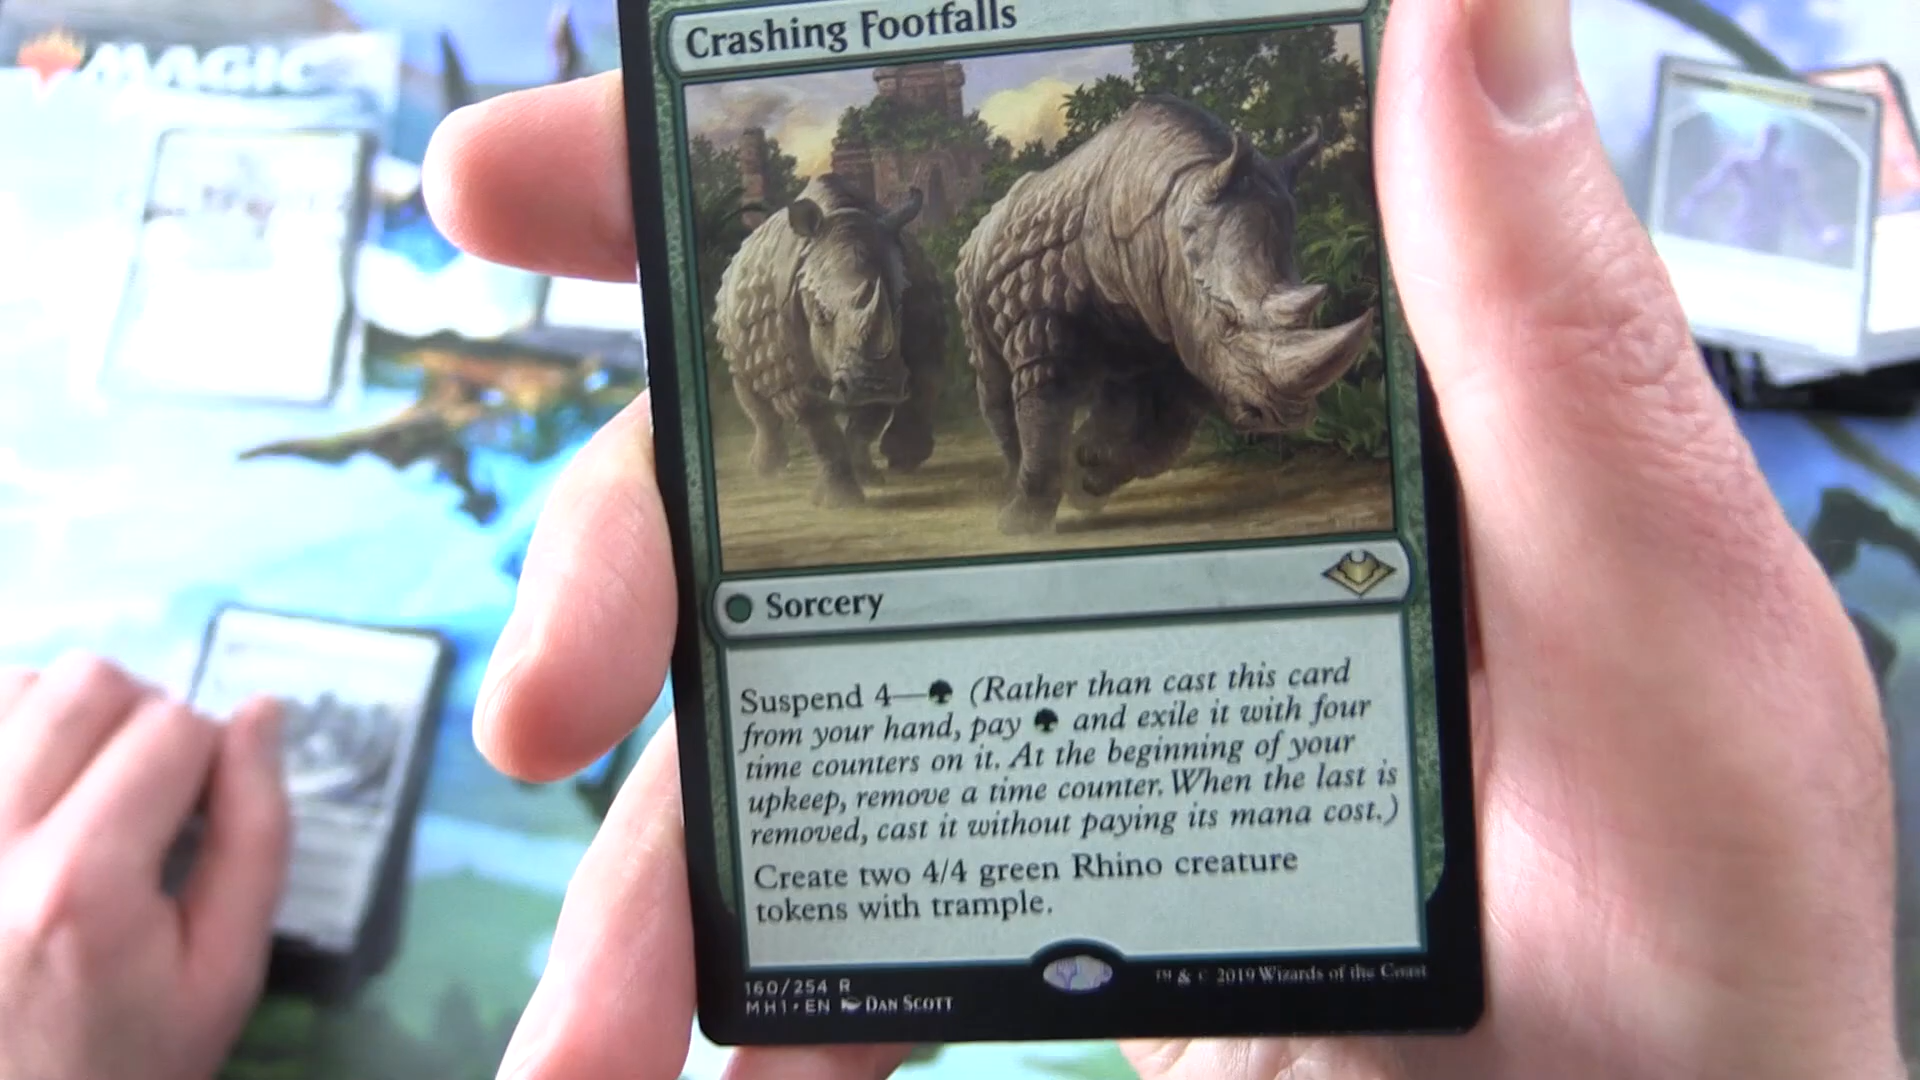 MAGIC
Crashing Footfalls
Sorcery
Suspend 4— (Rather than cast this card
from your hand, pay and exile it with four
time counters on it. At the beginning of your
upkeep, remove a time counter. When the last is
removed, cast it without paying its mana cost.)
Create two 4/4 green Rhino creature
tokens with trample.
160/254 R
MH1 • EN DAN SCOTT
™ & © 2019 Wizards of the Coast